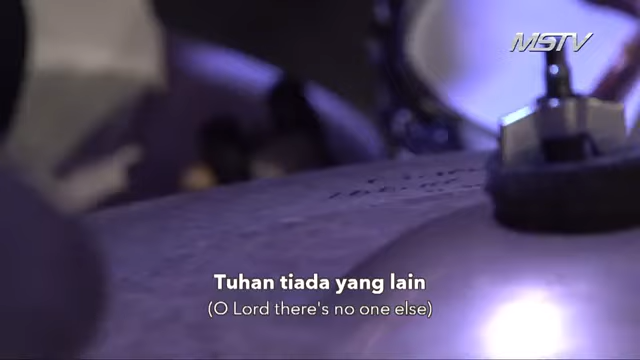 MSTV
Tuhan tiada yang lain
(O Lord there's no one else)